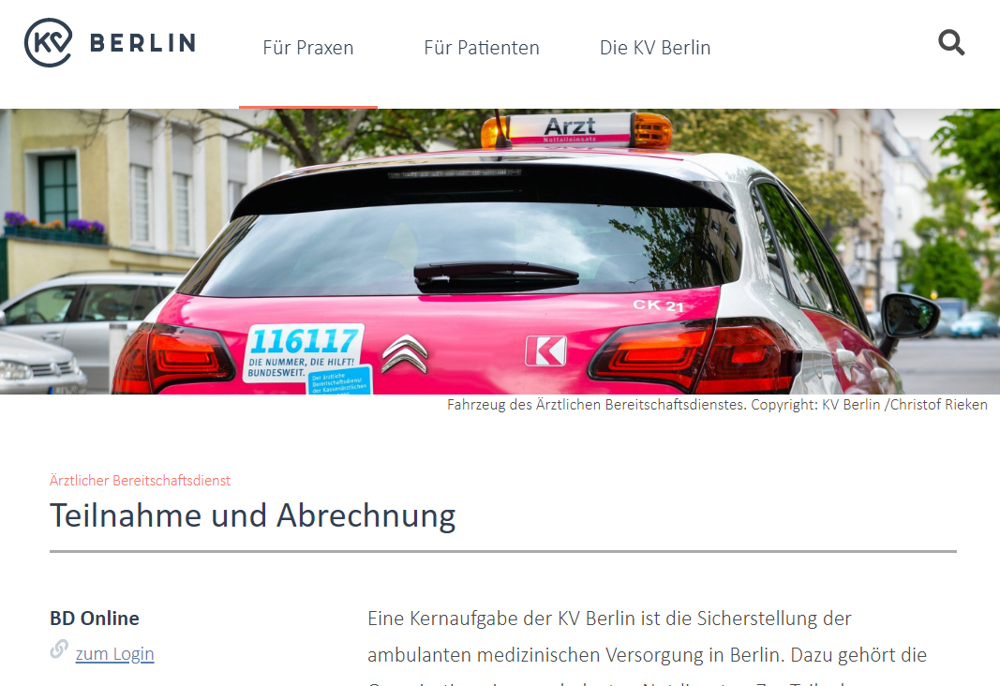 KV BERLIN
Für Praxen
Für Patienten
Die KV Berlin
Arzt
Notfalleinsatz
CK 21
116117
DIE NUMMER, DIE HILFT!
BUNDESWEIT.
Der ärztliche
Bereitschaftsdienst
der Kassenärztlichen
Fahrzeug des Ärztlichen Bereitschaftsdienstes. Copyright: KV Berlin /Christof Rieken
Ärztlicher Bereitschaftsdienst
Teilnahme und Abrechnung
BD Online
zum Login
Eine Kernaufgabe der KV Berlin ist die Sicherstellung der
ambulanten medizinischen Versorgung in Berlin. Dazu gehört die